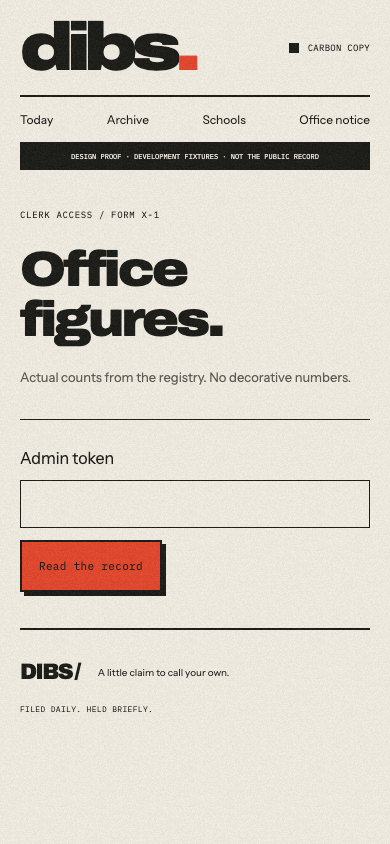 dibs.
CARBON COPY
Today Archive Schools Office notice
DESIGN PROOF · DEVELOPMENT FIXTURES · NOT THE PUBLIC RECORD
CLERK ACCESS / FORM X-1
Office
figures.
Actual counts from the registry. No decorative numbers.
Admin token
Read the record
DIBS/ A little claim to call your own.
FILED DAILY. HELD BRIEFLY.